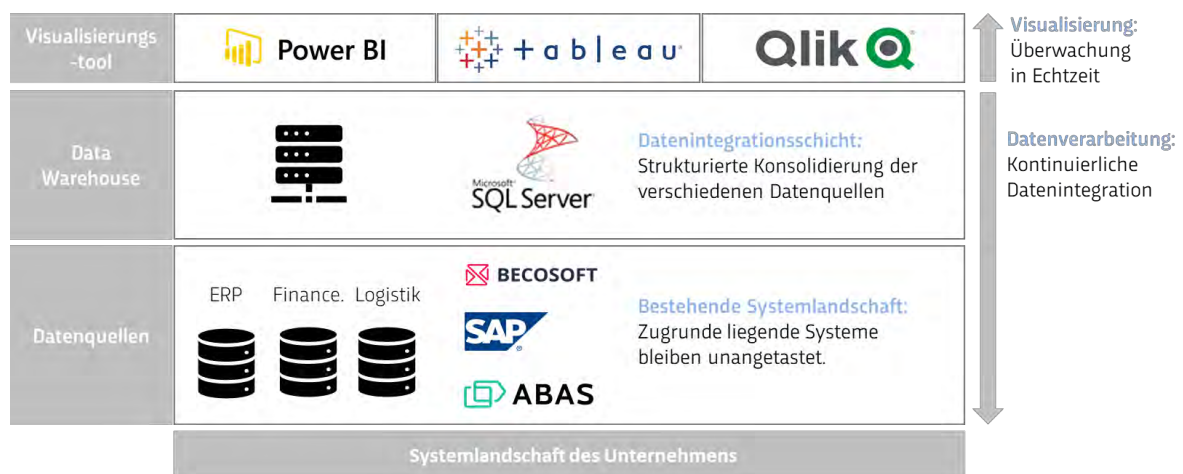 Visualisierungs
-tool
Power BI
+ a b | e a u
Qlik
Visualisierung:
Überwachung
in Echtzeit
Data
Warehouse
Microsoft
SQL Server
Datenintegrationsschicht:
Strukturierte Konsolidierung der
verschiedenen Datenquellen
Datenverarbeitung:
Kontinuierliche
Datenintegration
Datenquellen
ERP
Finance.
Logistik
BECOSOFT
SAP
ABAS
Bestehende Systemlandschaft:
Zugrunde liegende Systeme
bleiben unangetastet.
Systemlandschaft des Unternehmens